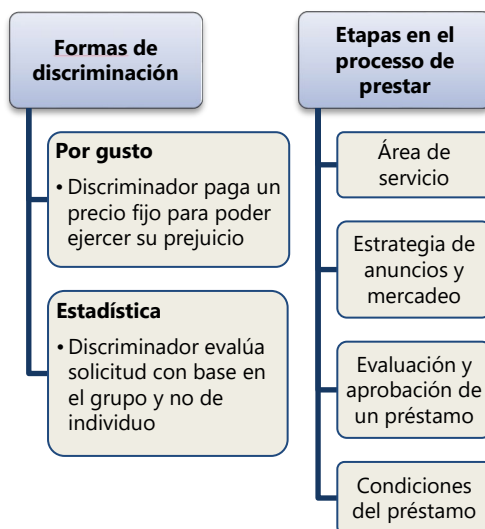 Formas de
discriminación
Por gusto
• Discriminador paga un
precio fijo para poder
ejercer su prejuicio
Estadística
• Discriminador evalúa
solicitud con base en
el grupo y no de
individuo
Etapas en el
processo de
prestar
Área de
servicio
Estrategia de
anuncios y
mercadeo
Evaluación y
aprobación de
un préstamo
Condiciones
del préstamo